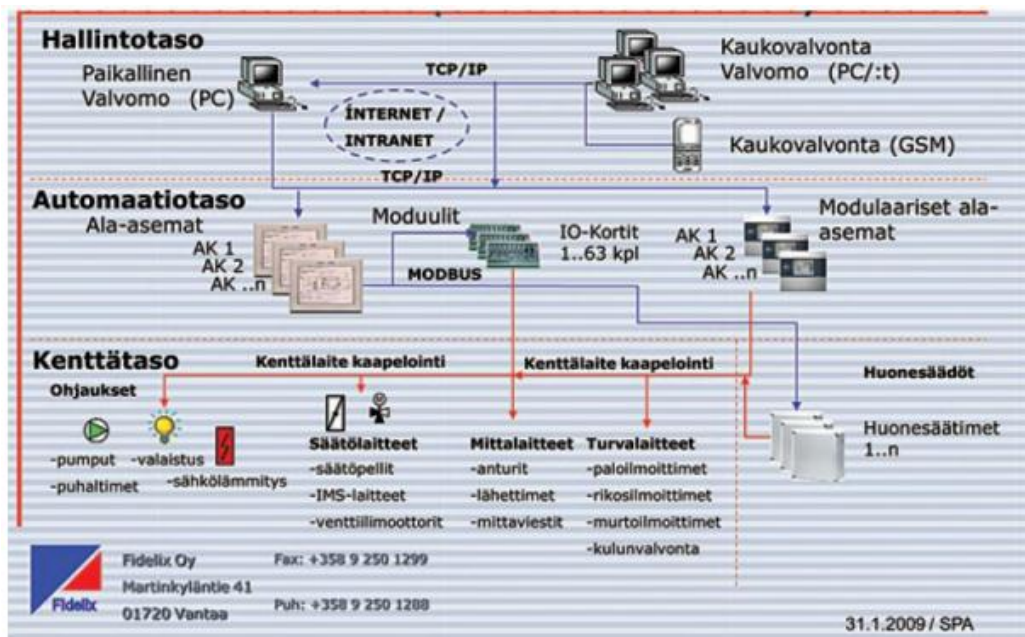 Hallintotaso
Paikallinen
Valvomo (PC)
TCP/IP
Kaukovalvonta
Valvomo (PC/:t)
İNTERNET /
INTRANET
Kaukovalvonta (GSM)
TCP/IP
Automaatiotaso
Ala-asemat
AK 1
AK 2
AK ..n
Moduulit
IO-Kortit
1..63 kpl
MODBUS
AK 1
AK 2
AK ..n
Modulaariset ala-
asemat
Kenttätaso
Kenttälaite kaapelointi
Kenttälaite kaapelointi
Huonesäädöt
Ohjaukset
-pumput
-puhaltimet
-valaistus
-sähkölämmitys
Säätölaitteet
-säätöpellit
-IMS-laitteet
-venttiilimoottorit
Mittalaitteet
-anturit
-lähettimet
-mittaviestit
Turvalaitteet
-paloilmoittimet
-rikosilmoittimet
-murtoilmoittimet
-kulunvalvonta
Huonesäätimet
1..n
Fidelix
Fidelix Oy
Martinkyläntie 41
01720 Vantaa
Fax: +358 9 250 1299
Puh: +358 9 250 1288
31.1.2009 / SPA